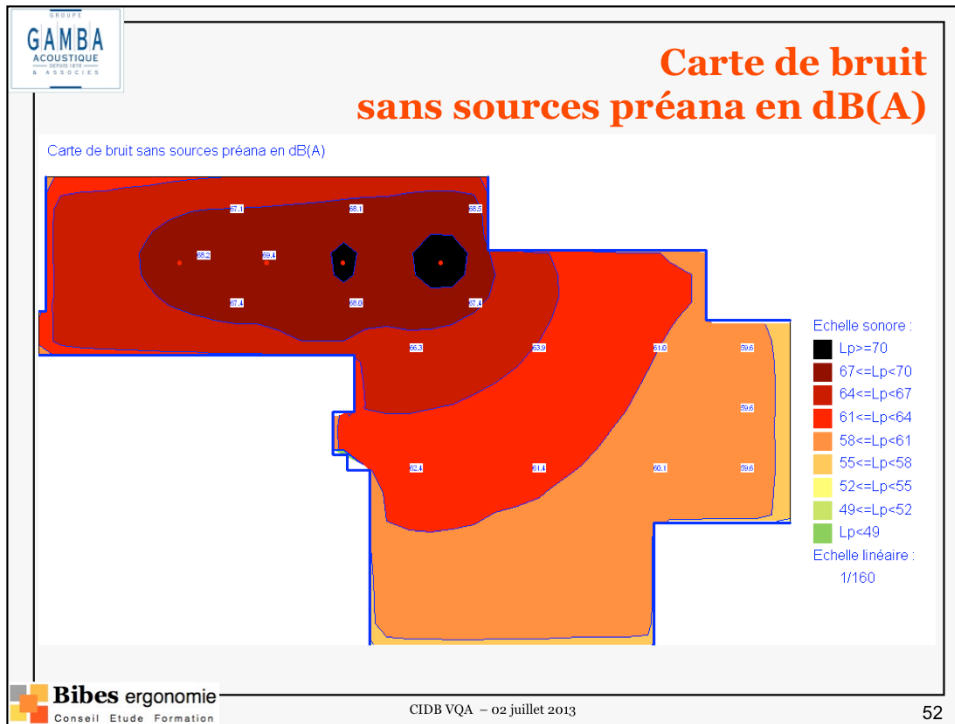 GROUPE
GAMBA
ACOUSTIQUE
DEPUIS 1978
& ASSOCIES
Carte de bruit
sans sources préana en dB(A)
Carte de bruit sans sources préana en dB(A)
67.1
68.1
68.5
68.2
69.4
67.4
68.0
67.4
66.3
63.9
61.0
59.6
59.6
62.4
61.4
60.1
59.6
Echelle sonore :
Lp>=70
67<=Lp<70
64<=Lp<67
61<=Lp<64
58<=Lp<61
55<=Lp<58
52<=Lp<55
49<=Lp<52
Lp<49
Echelle linéaire :
1/160
Bibes ergonomie
Conseil Etude Formation
CIDB VQA – 02 juillet 2013
52